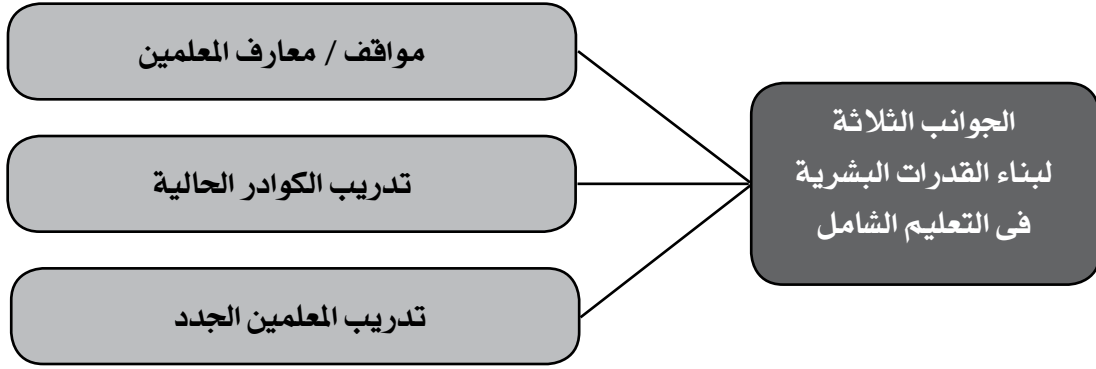 الجوانب الثلاثة
لبناء القدرات البشرية
فى التعليم الشامل
مواقف / معارف المعلمين
تدريب الكوادر الحالية
تدريب المعلمين الجدد